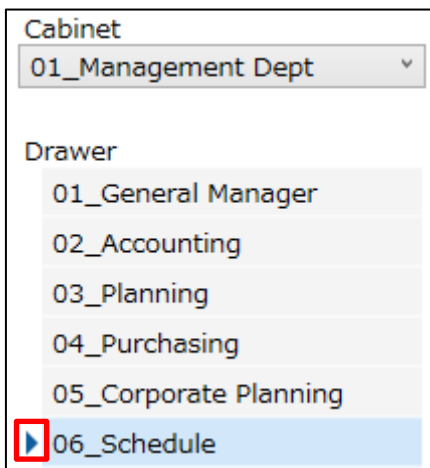 Cabinet
01_Management Dept
Drawer
01_General Manager
02_Accounting
03_Planning
04_Purchasing
05_Corporate Planning
06_Schedule